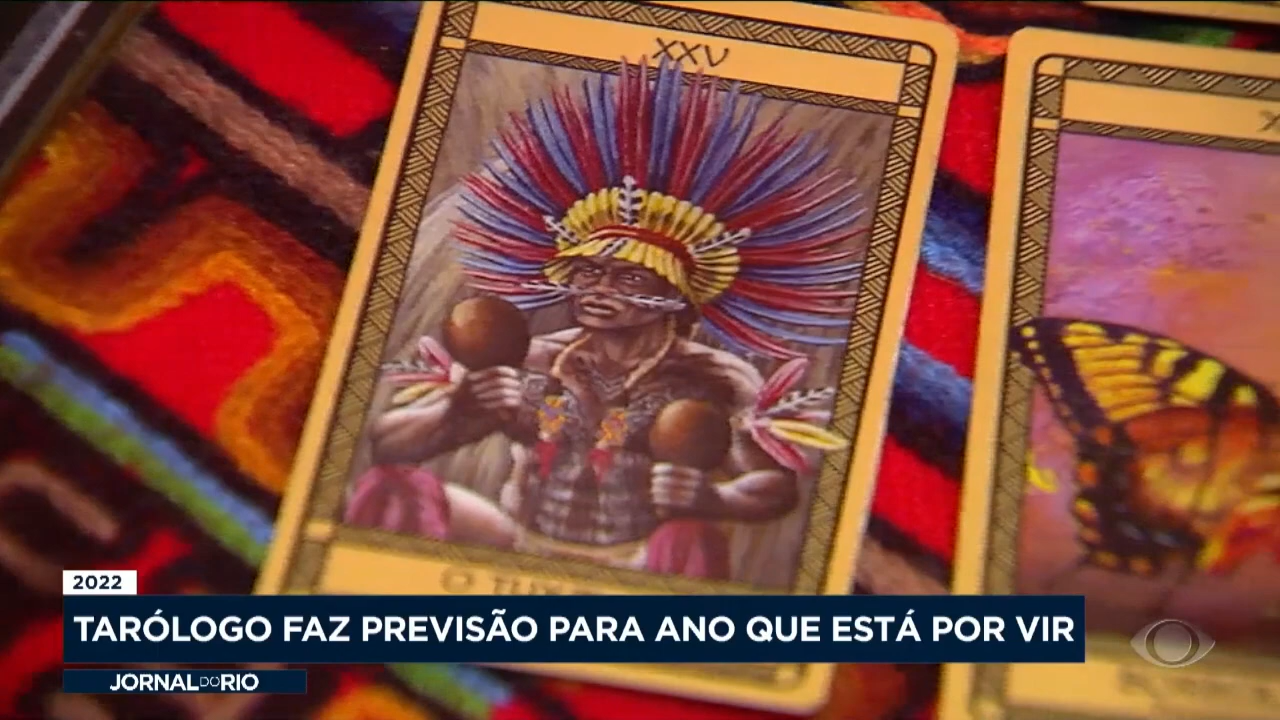 XXV
2022
TARÓLOGO FAZ PREVISÃO PARA ANO QUE ESTÁ POR VIR
JORNAL DO RIO